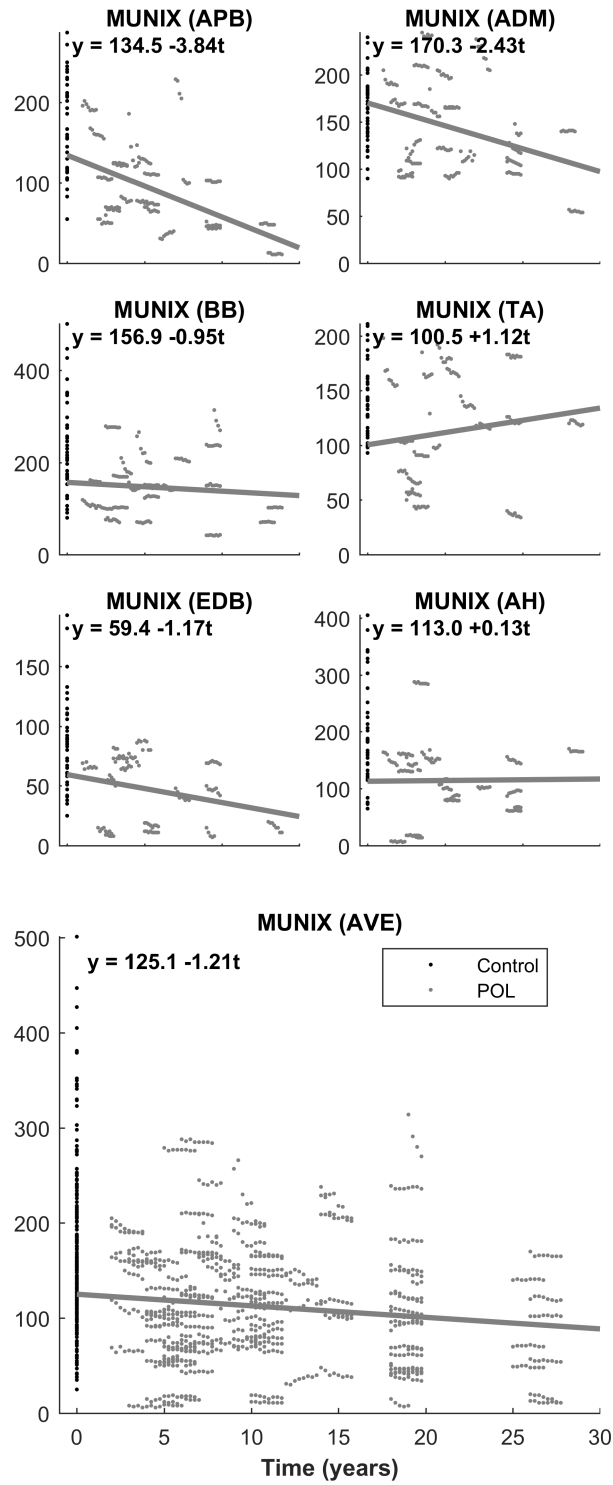 MUNIX (APB)
y = 134.5 -3.84t
200
100
0
MUNIX (ADM)
y = 170.3 -2.43t
200
150
100
50
0
MUNIX (BB)
y = 156.9 -0.95t
400
200
0
MUNIX (TA)
y = 100.5 +1.12t
200
150
100
50
0
MUNIX (EDB)
y = 59.4 -1.17t
150
100
50
0
MUNIX (AH)
y = 113.0 +0.13t
400
300
200
100
0
MUNIX (AVE)
y = 125.1 -1.21t
Control
POL
500
400
300
200
100
0
0 5 10 15 20 25 30
Time (years)